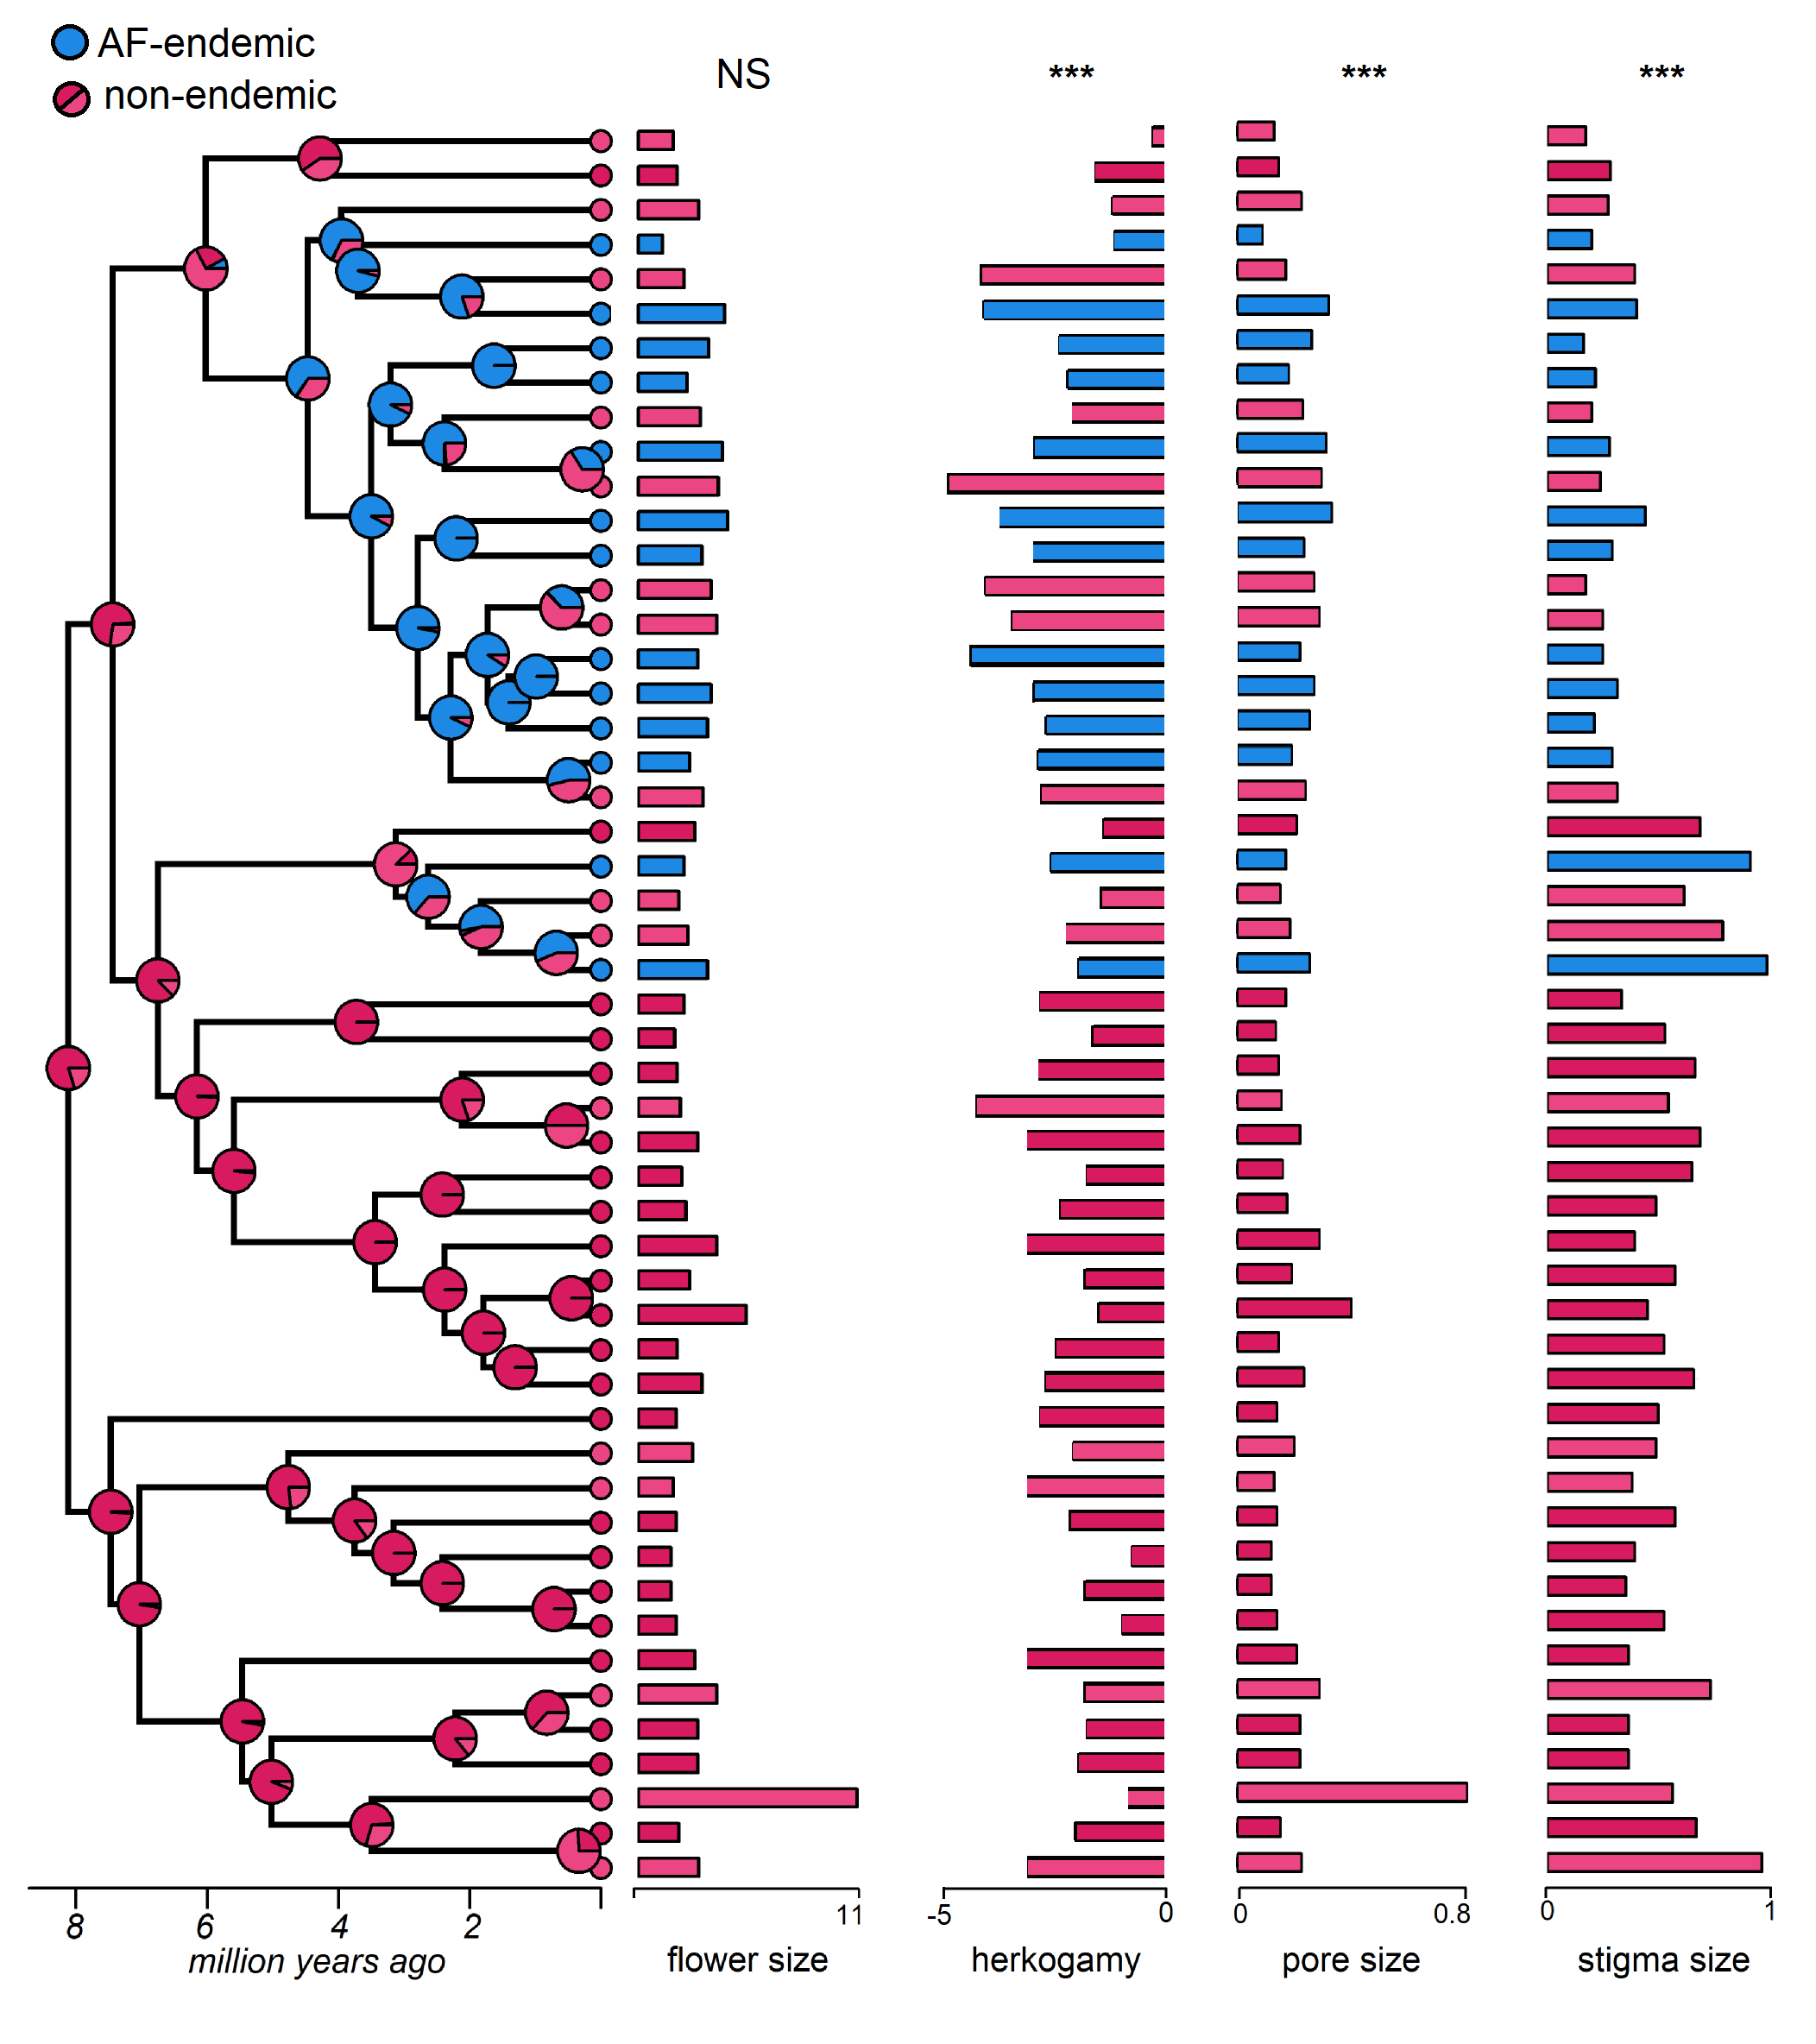 AF-endemic
non-endemic
NS *** *** ***
8 6 4 2
11 -5 0 0 0.8 0 1
million years ago flower size herkogamy pore size stigma size